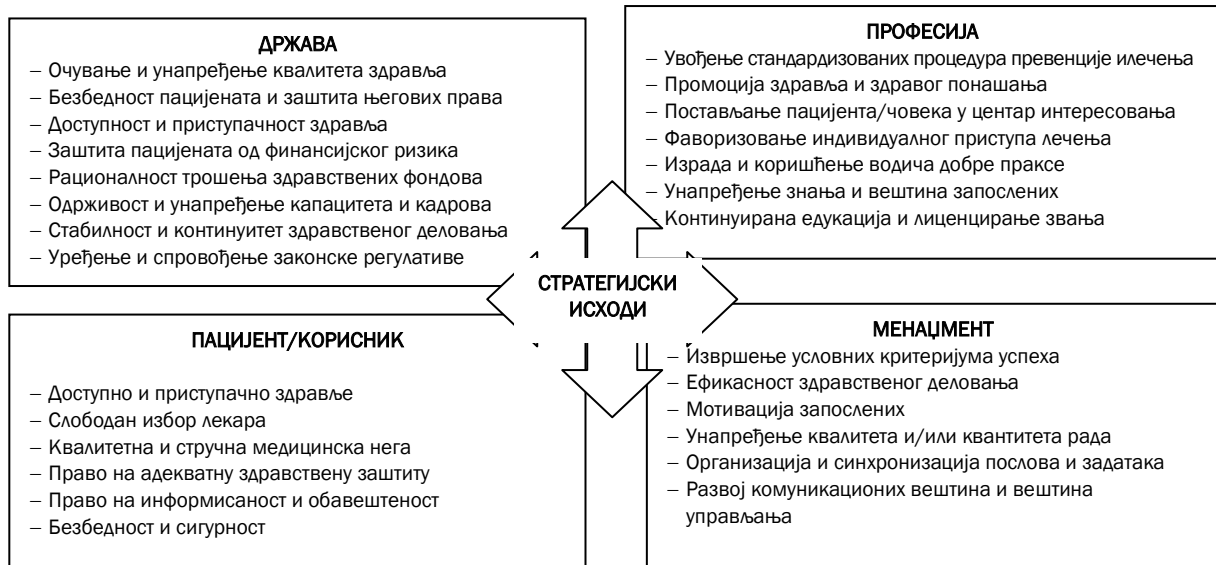 ДРЖАВА
– Очување и унапређење квалитета здравља
– Безбедност пацијената и заштита његових права
– Доступност и приступачност здравља
– Заштита пацијената од финансијског ризика
– Рационалност трошења здравствених фондова
– Одрживост и унапређење капацитета и кадрова
– Стабилност и континуитет здравственог деловања
– Уређење и спровођење законске регулативе
ПРОФЕСИЈА
– Увођење стандардизованих процедура превенције илечења
– Промоција здравља и здравог понашања
– Постављање пацијента/човека у центар интересовања
– Фаворизовање индивидуалног приступа лечења
– Израда и коришћење водича добре праксе
– Унапређење знања и вештина запослених
– Континуирана едукација и лиценцирање звања
СТРАТЕГИЈСКИ
ИСХОДИ
ПАЦИЈЕНТ/КОРИСНИК
– Доступно и приступачно здравље
– Слободан избор лекара
– Квалитетна и стручна медицинска нега
– Право на адекватну здравствену заштиту
– Право на информисаност и обавештеност
– Безбедност и сигурност
МЕНАЏМЕНТ
– Извршење условних критеријума успеха
– Ефикасност здравственог деловања
– Мотивација запослених
– Унапређење квалитета и/или квантитета рада
– Организација и синхронизација послова и задатака
– Развој комуникационих вештина и вештина
управљања